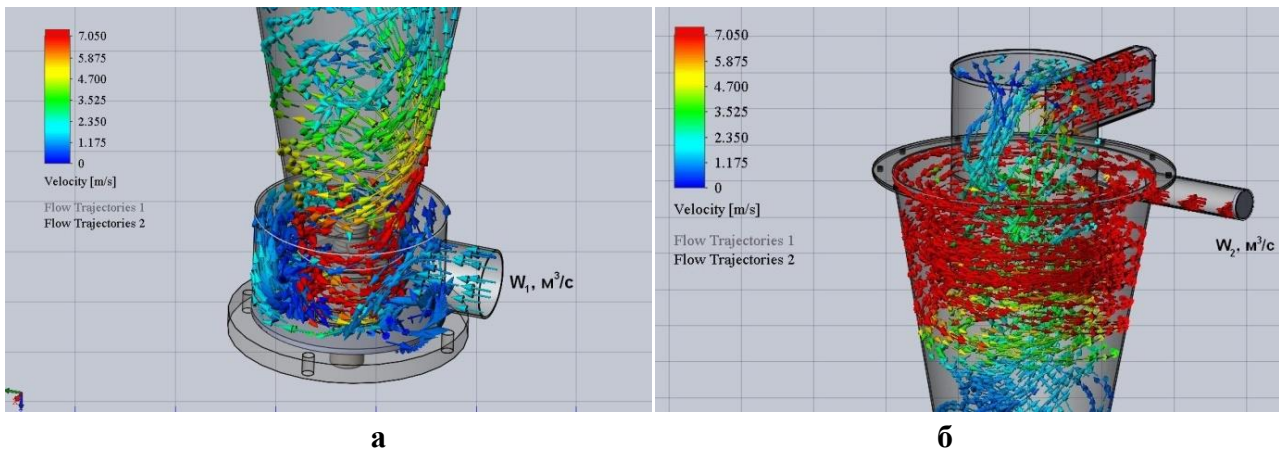 7.050
5.875
4.700
3.525
2.350
1.175
0
Velocity [m/s]
Flow Trajectories 1
Flow Trajectories 2
W₁, м³/с
а
7.050
5.875
4.700
3.525
2.350
1.175
0
Velocity [m/s]
Flow Trajectories 1
Flow Trajectories 2
W₂, м³/с
б